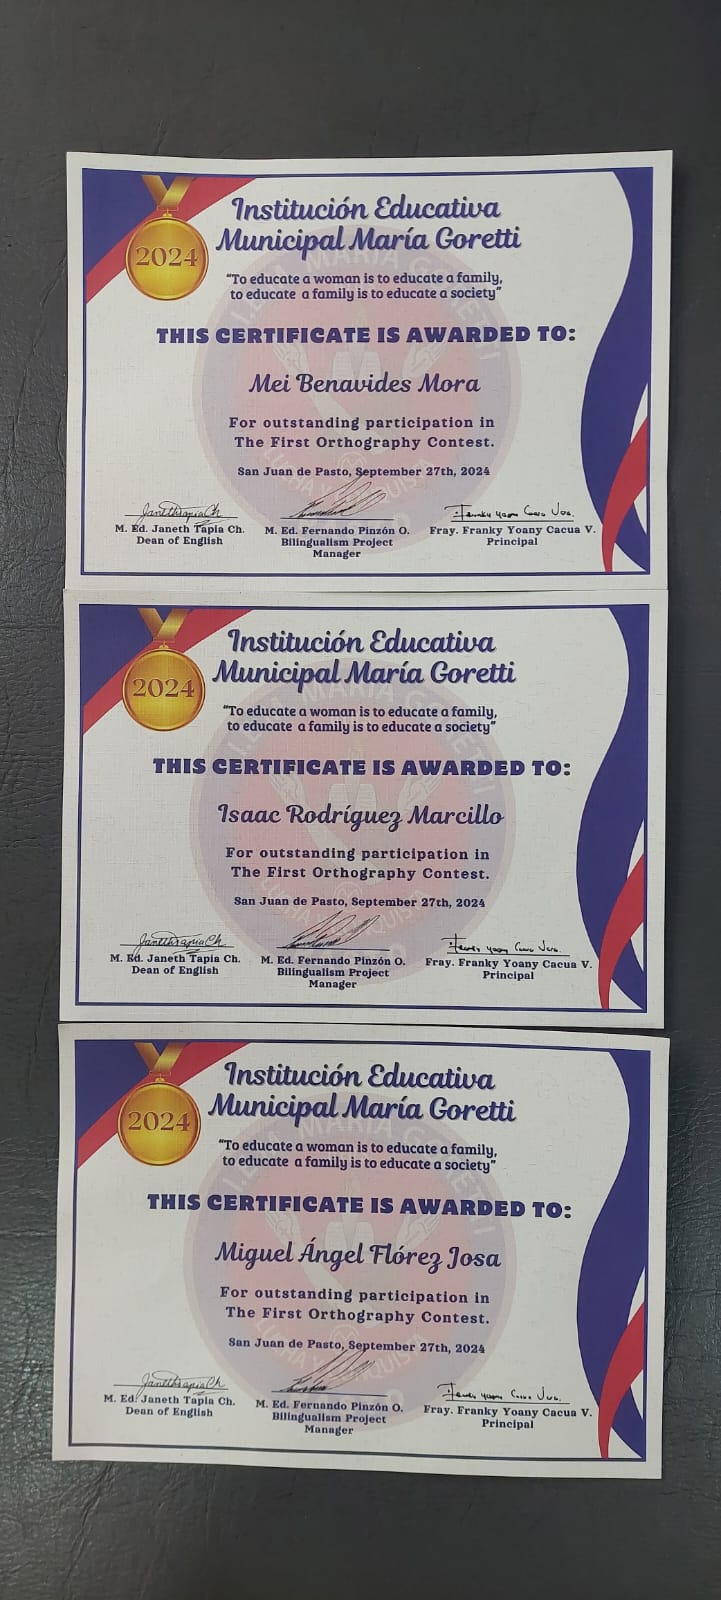 2024
Institución Educativa
Municipal María Goretti
“To educate a woman is to educate a family,
to educate a family is to educate a society”
THIS CERTIFICATE IS AWARDED TO:
Mei Benavides Mora
For outstanding participation in
The First Orthography Contest.
San Juan de Pasto, September 27th, 2024
Janeth Tapia Ch
M. Ed. Janeth Tapia Ch.
Dean of English
M. Ed. Fernando Pinzón O.
Bilingualism Project
Manager
Fray. Franky Yoany Cacua V.
Principal
2024
Institución Educativa
Municipal María Goretti
“To educate a woman is to educate a family,
to educate a family is to educate a society”
THIS CERTIFICATE IS AWARDED TO:
Isaac Rodríguez Marcillo
For outstanding participation in
The First Orthography Contest.
San Juan de Pasto, September 27th, 2024
Janeth Tapia Ch
M. Ed. Janeth Tapia Ch.
Dean of English
M. Ed. Fernando Pinzón O.
Bilingualism Project
Manager
Fray. Franky Yoany Cacua V.
Principal
2024
Institución Educativa
Municipal María Goretti
“To educate a woman is to educate a family,
to educate a family is to educate a society”
THIS CERTIFICATE IS AWARDED TO:
Miguel Ángel Flórez Josa
For outstanding participation in
The First Orthography Contest.
San Juan de Pasto, September 27th, 2024
Janeth Tapia Ch
M. Ed. Janeth Tapia Ch.
Dean of English
M. Ed. Fernando Pinzón O.
Bilingualism Project
Manager
Fray. Franky Yoany Cacua V.
Principal